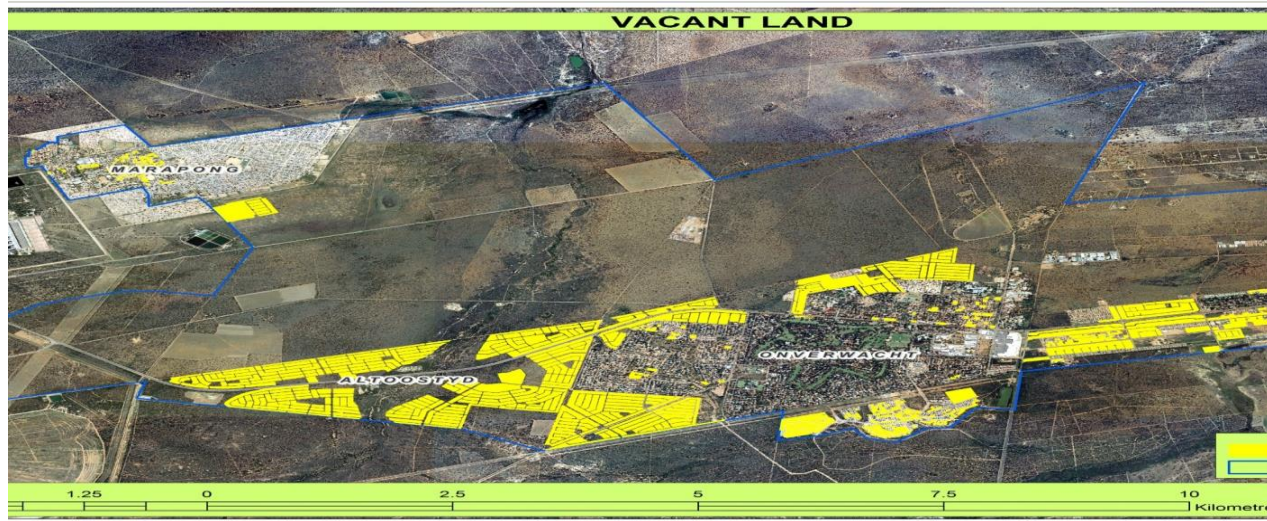 VACANT LAND
MARAPONG
ONVERWACHT
ALTOOSTYD
1.25 0 2.5 5 7.5 10
Kilometre